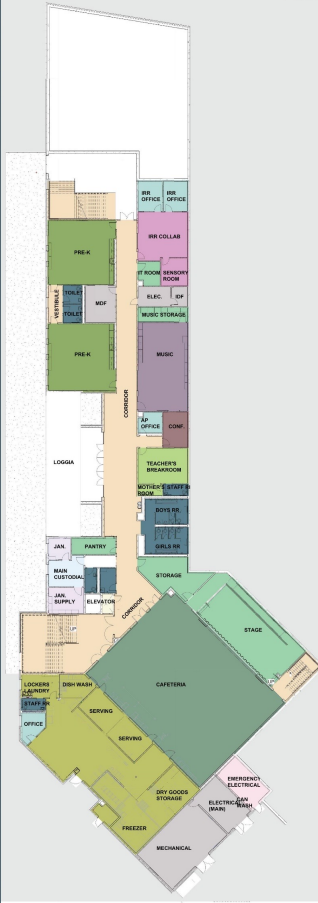 IRR
OFFICE
IRR
OFFICE
IRR COLLAB
PRE-K
IT ROOM
SENSORY
ROOM
VESTIBULE
TOILET
TOILET
MDF
ELEC.
IDF
MUSIC STORAGE
PRE-K
MUSIC
CORRIDOR
AP
OFFICE
CONF.
LOGGIA
TEACHER'S
BREAKROOM
MOTHER'S
ROOM
STAFF RR
BOYS RR
GIRLS RR
JAN.
PANTRY
MAIN
CUSTODIAL
STORAGE
JAN.
SUPPLY
ELEVATOR
CORRIDOR
UP
STAGE
UP
LOCKERS
LAUNDRY
DISH WASH
CAFETERIA
STAFF RR
OFFICE
SERVING
SERVING
DRY GOODS
STORAGE
EMERGENCY
ELECTRICAL
ELECTRICAL
(MAIN)
CAN
WASH
FREEZER
MECHANICAL